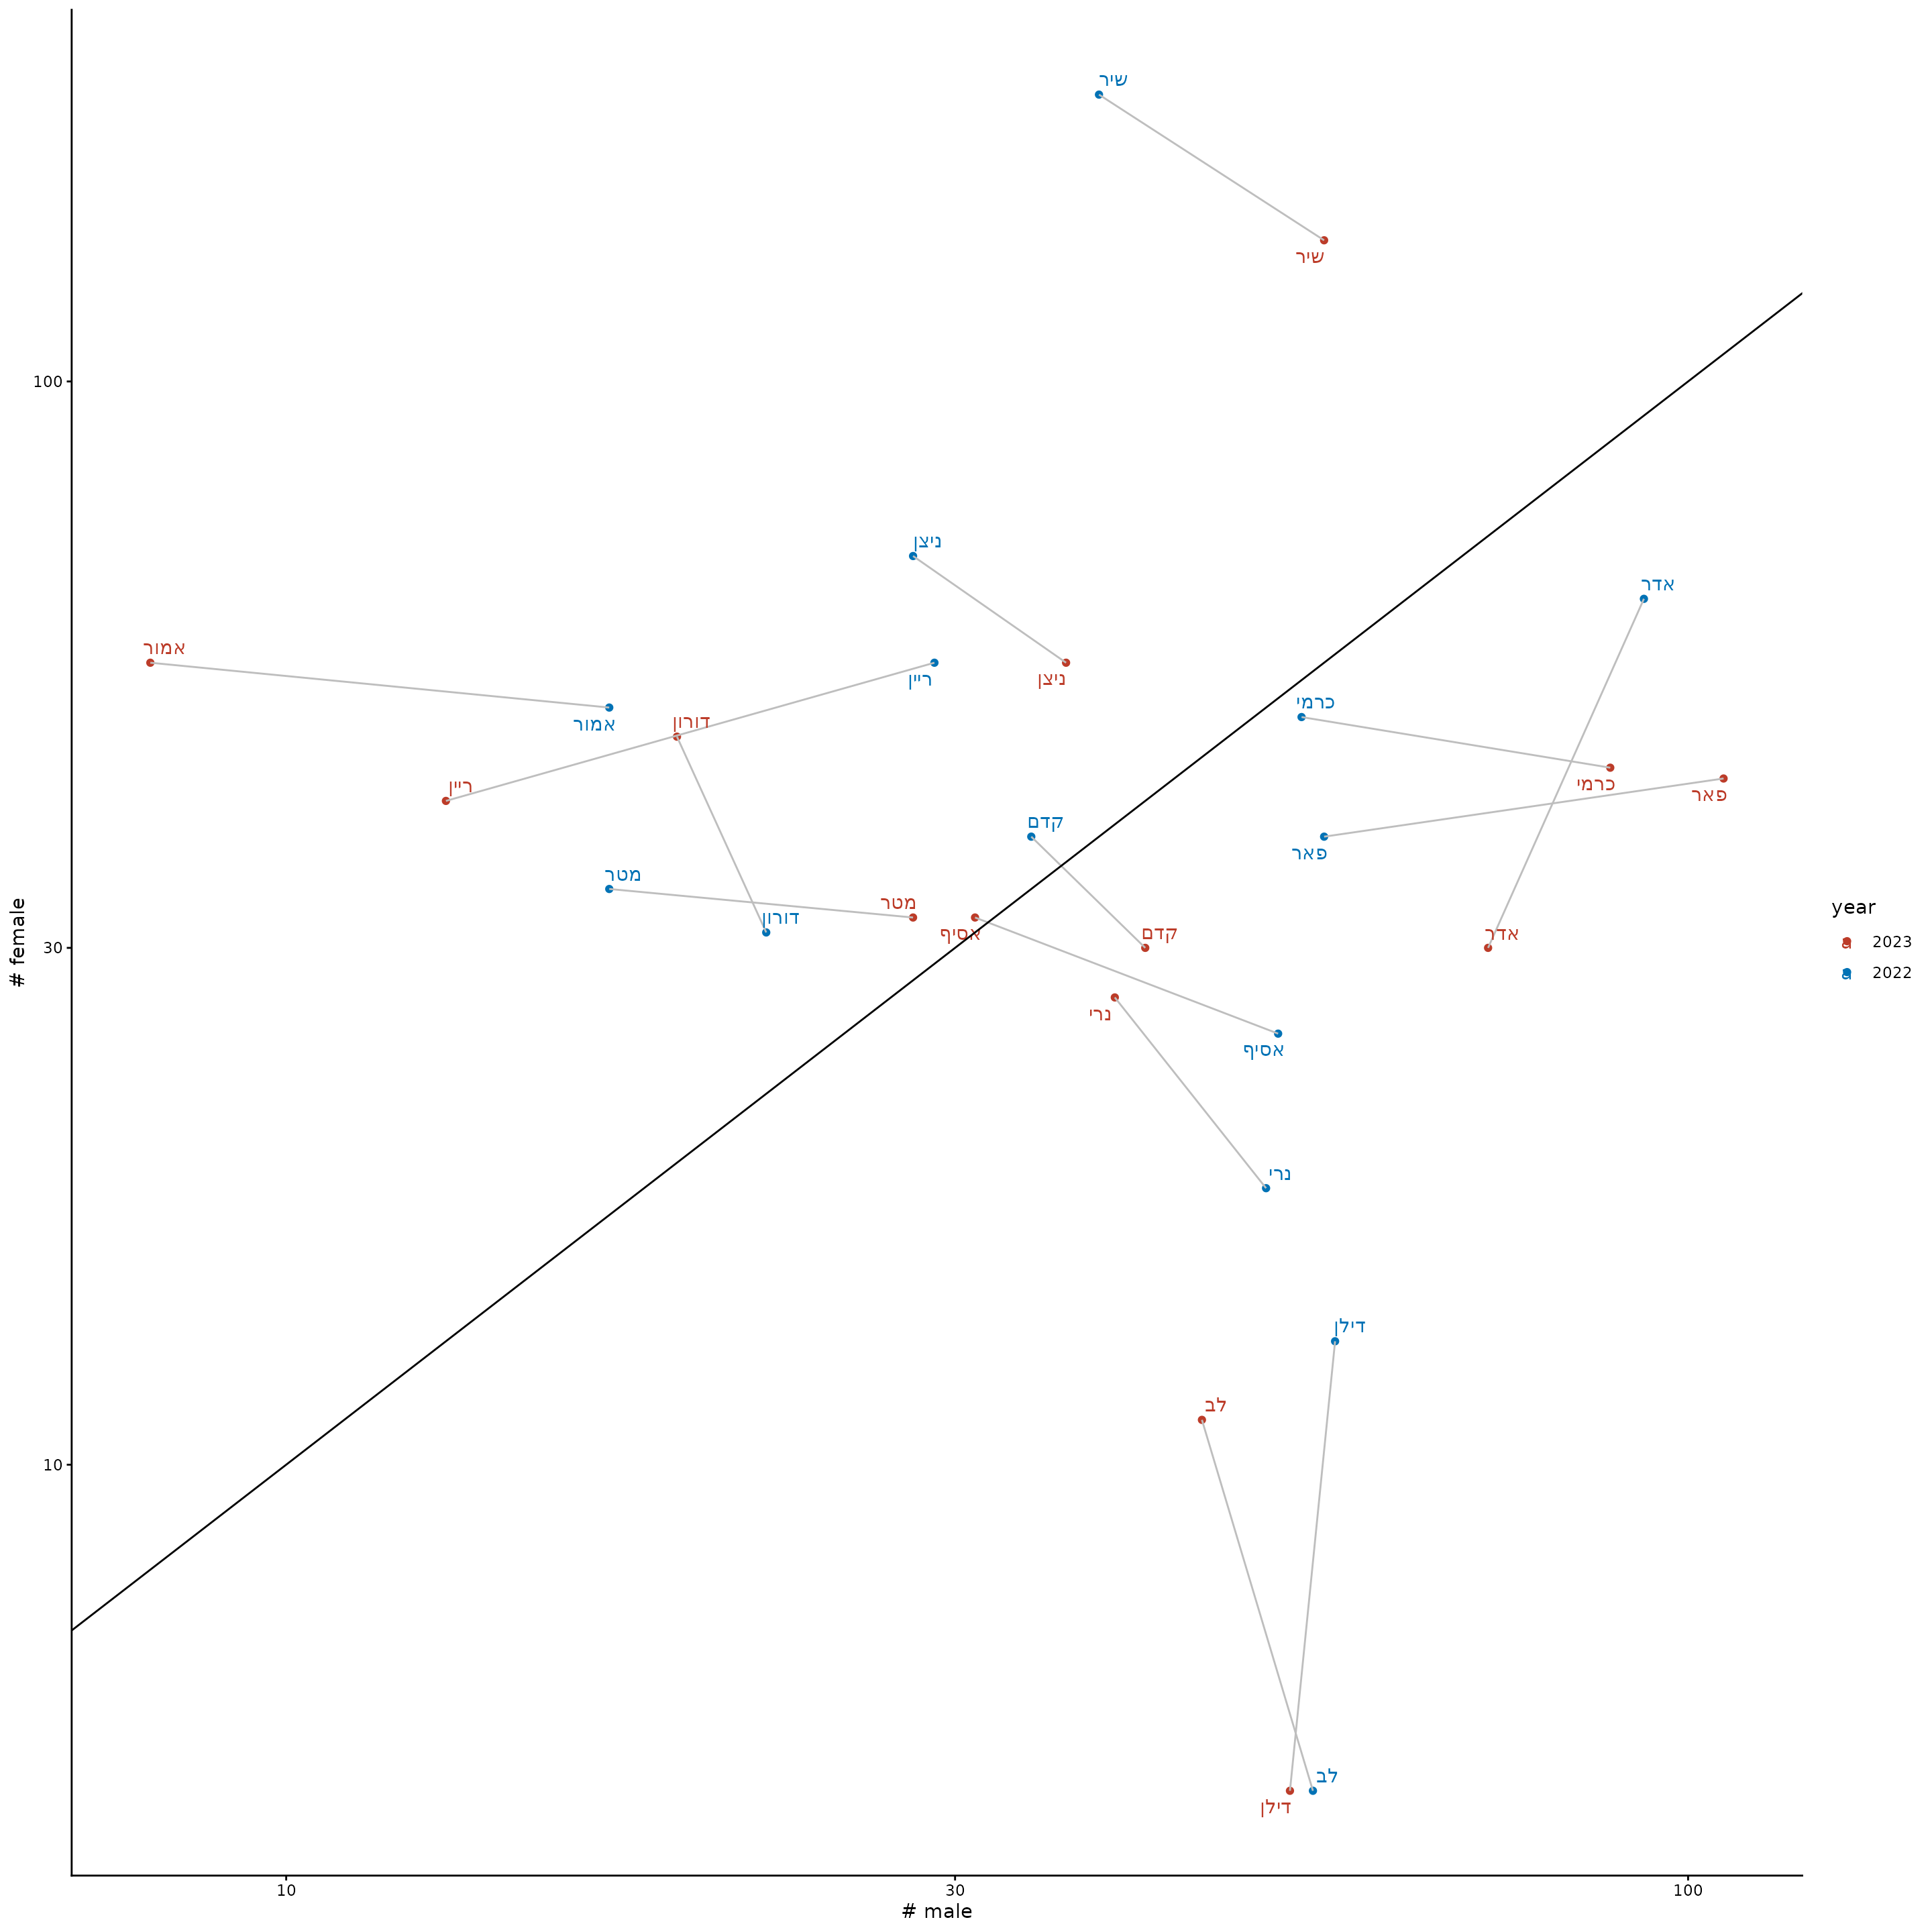 שיר
שיר
100
ניצן
אדר
אמור
ניצן
ריין
כרמי
דורון
אמור
כרמי
ריין
פאר
קדם
פאר
מטר
מטר
דורון
אסיף
קדם
אדר
# female
30
year
2023
2022
נרי
אסיף
נרי
דילן
לב
10
לב
דילן
10
30
100
# male